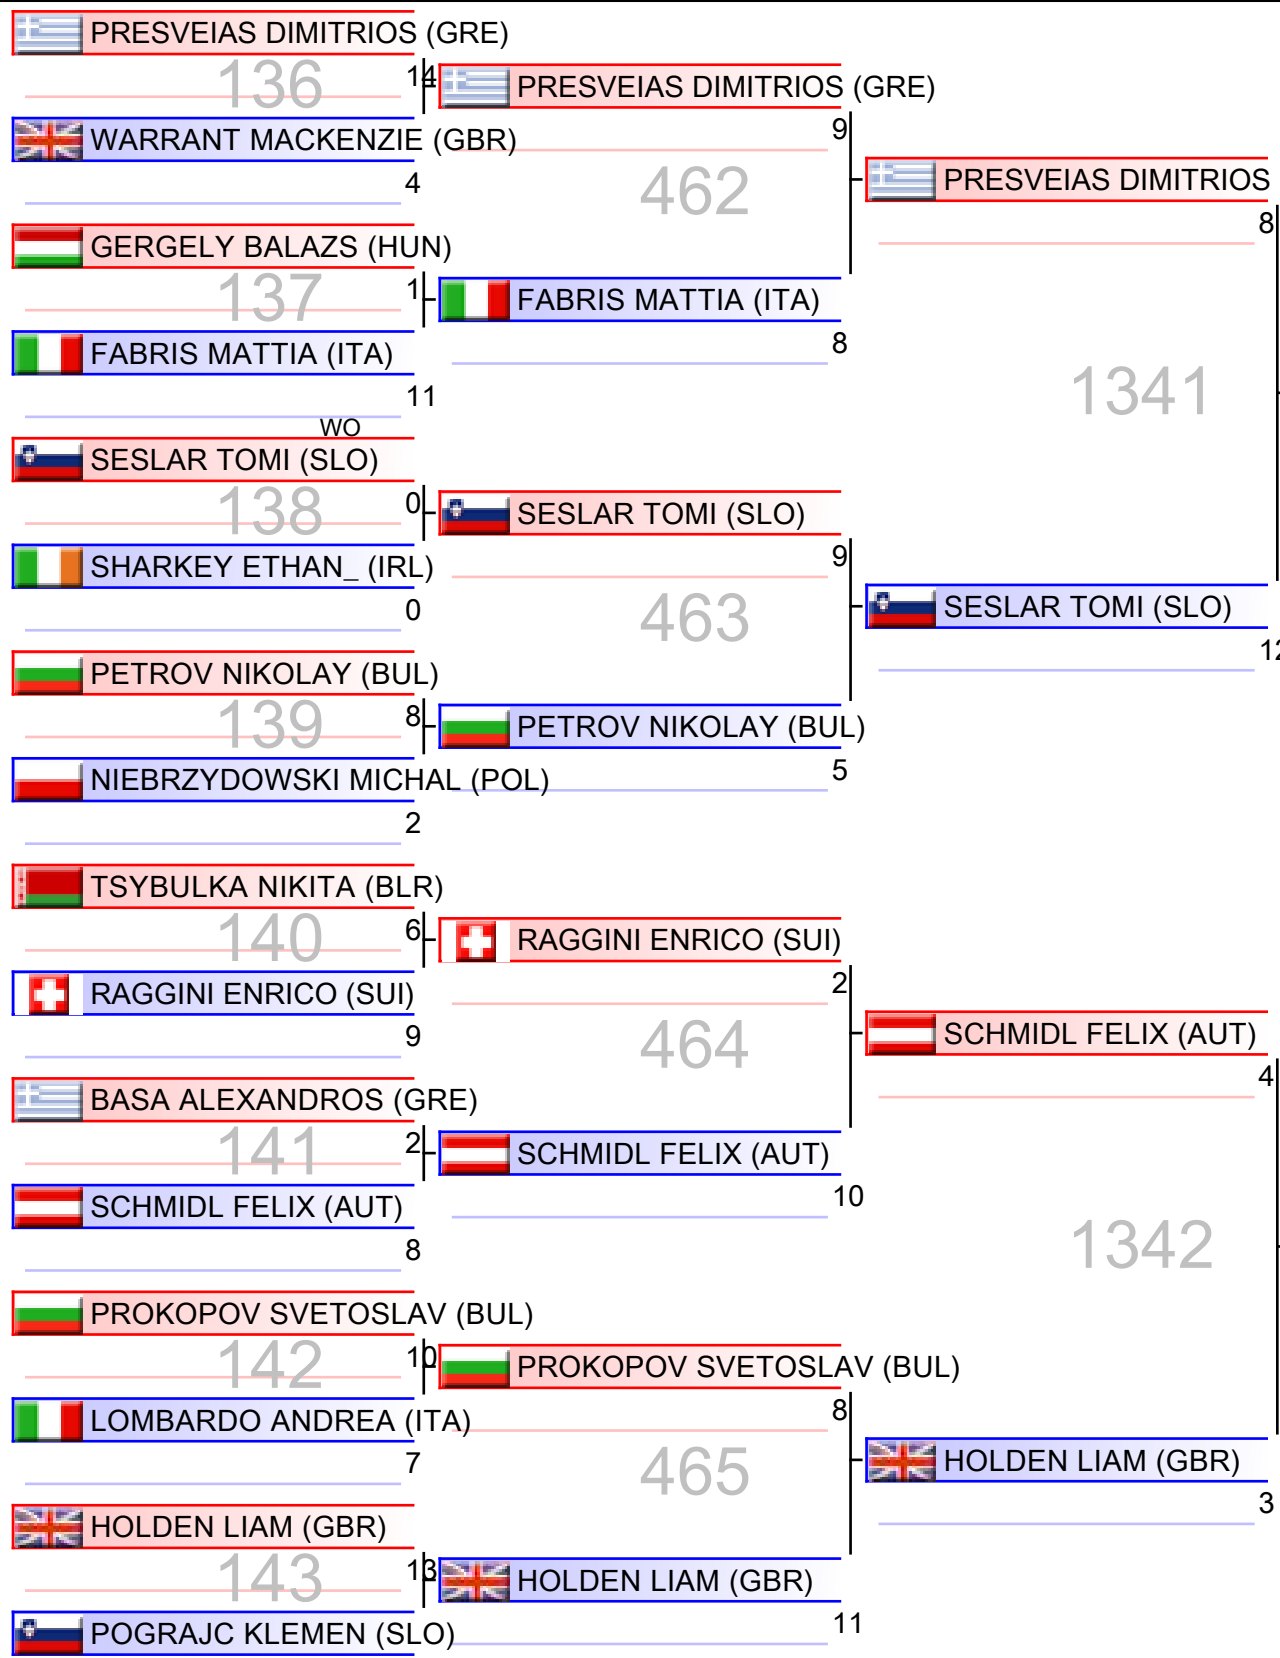 PRESVEIAS DIMITRIOS (GRE)
136
14
WARRANT MACKENZIE (GBR)
4
GERGELY BALAZS (HUN)
137
1
FABRIS MATTIA (ITA)
11
WO
SESLAR TOMI (SLO)
138
0
SHARKEY ETHAN_ (IRL)
0
PETROV NIKOLAY (BUL)
139
8
NIEBRZYDOWSKI MICHAL (POL)
2
TSYBULKA NIKITA (BLR)
140
6
RAGGINI ENRICO (SUI)
9
BASA ALEXANDROS (GRE)
141
2
SCHMIDL FELIX (AUT)
8
PROKOPOV SVETOSLAV (BUL)
142
10
LOMBARDO ANDREA (ITA)
7
HOLDEN LIAM (GBR)
143
13
POGRAJC KLEMEN (SLO)
PRESVEIAS DIMITRIOS (GRE)
9
462
FABRIS MATTIA (ITA)
8
SESLAR TOMI (SLO)
9
463
PETROV NIKOLAY (BUL)
5
RAGGINI ENRICO (SUI)
2
464
SCHMIDL FELIX (AUT)
10
PROKOPOV SVETOSLAV (BUL)
8
465
HOLDEN LIAM (GBR)
11
PRESVEIAS DIMITRIOS
8
1341
SESLAR TOMI (SLO)
12
SCHMIDL FELIX (AUT)
4
1342
HOLDEN LIAM (GBR)
3